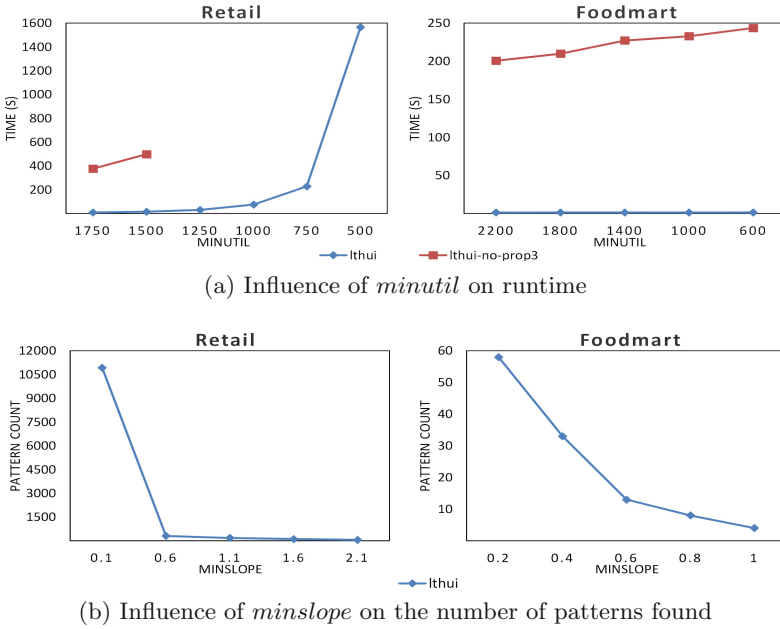 Retail
Foodmart
1600
1400
1200
1000
800
600
400
200
TIME (S)
1750 1500 1250 1000 750 500
MINUTIL
250
200
150
100
50
TIME (S)
2200 1800 1400 1000 600
MINUTIL
lthui lthui-no-prop3
(a) Influence of minutil on runtime
Retail
Foodmart
12000
10500
9000
7500
6000
4500
3000
1500
PATTERN COUNT
0.1 0.6 1.1 1.6 2.1
MINSLOPE
60
50
40
30
20
10
PATTERN COUNT
0.2 0.4 0.6 0.8 1
MINSLOPE
lthui
(b) Influence of minslope on the number of patterns found